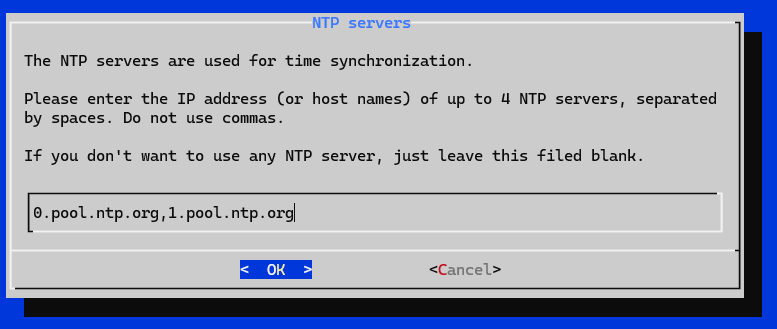 NTP servers
The NTP servers are used for time synchronization.
Please enter the IP address (or host names) of up to 4 NTP servers, separated
by spaces. Do not use commas.
If you don't want to use any NTP server, just leave this filed blank.
0.pool.ntp.org,1.pool.ntp.org
<  OK  > <Cancel>